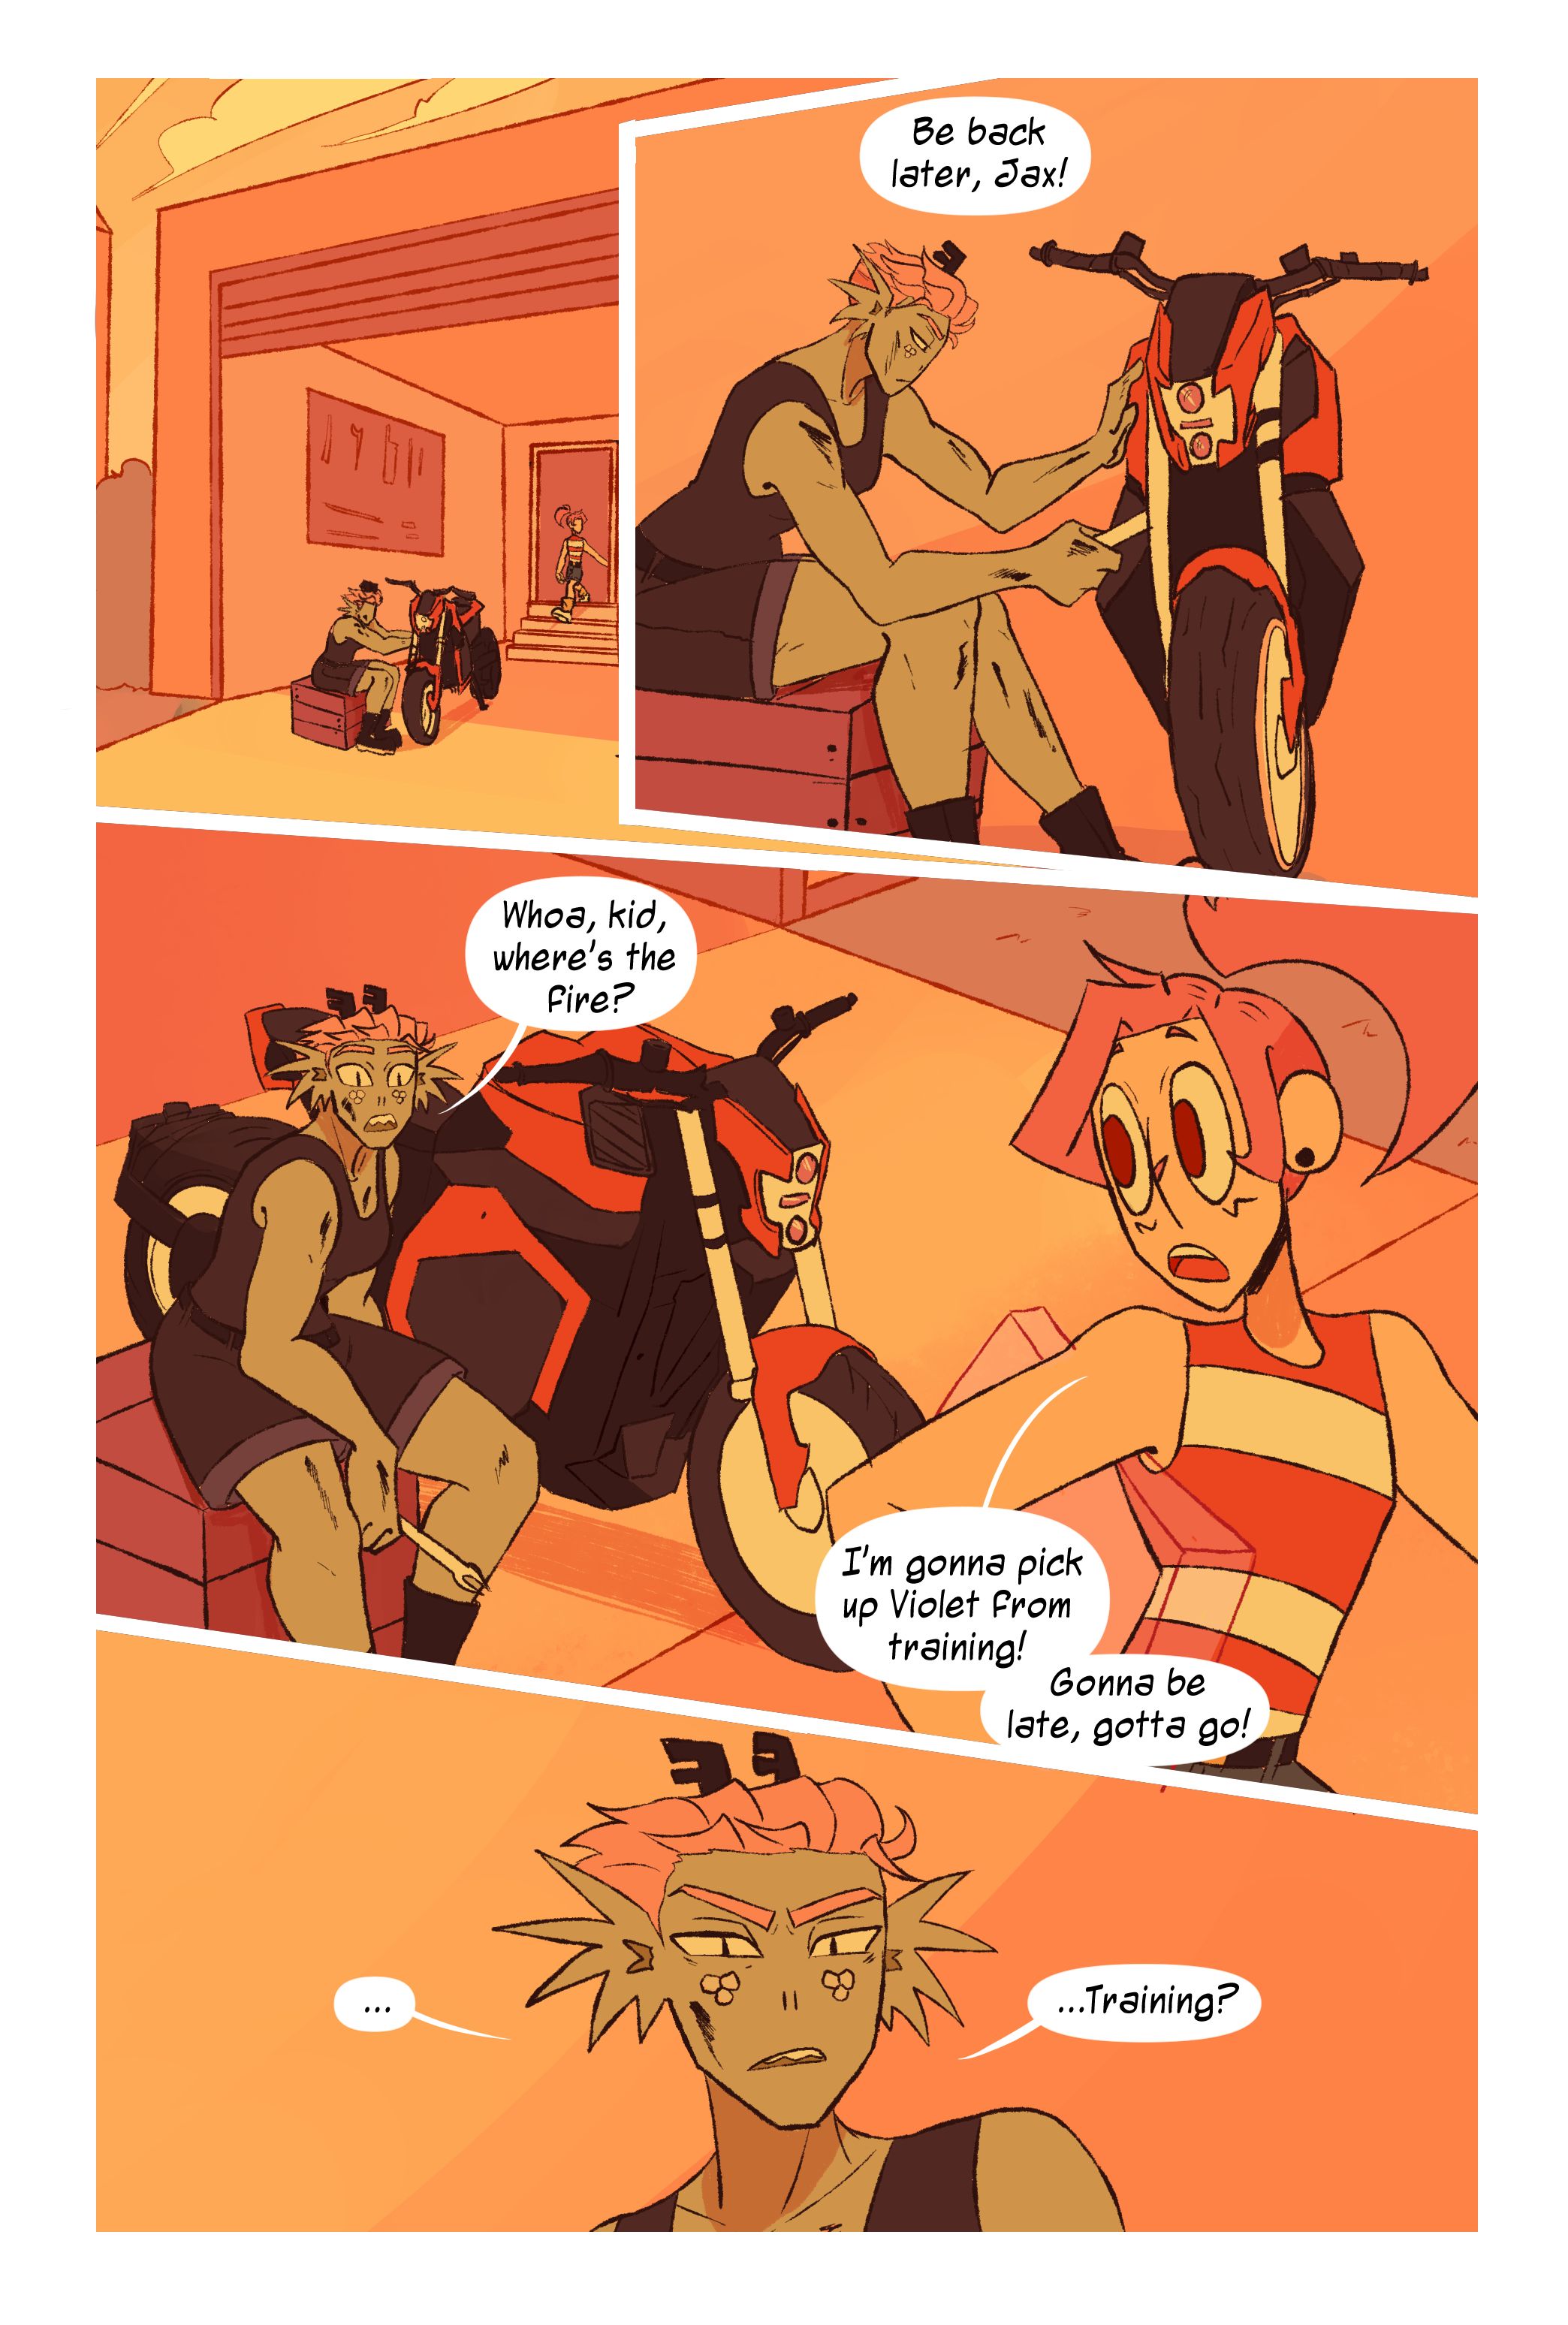 Be back
later, Jax!
Whoa, kid,
where's the
fire?
I'm gonna pick
up Violet from
training!
Gonna be
late, gotta go!
...
...Training?